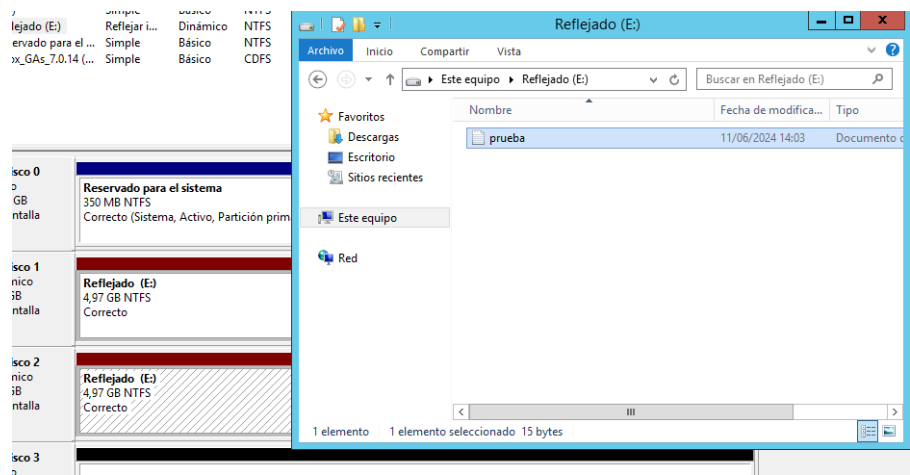 Simple Básico NTFS
lejado (E:) Reflejar i... Dinámico NTFS
ervado para el ... Simple Básico NTFS
ox_GAs_7.0.14 (... Simple Básico CDFS
isco 0
GB
ntalla
Reservado para el sistema
350 MB NTFS
Correcto (Sistema, Activo, Partición prim
isco 1
mico
GB
ntalla
Reflejado (E:)
4,97 GB NTFS
Correcto
isco 2
mico
GB
ntalla
Reflejado (E:)
4,97 GB NTFS
Correcto
isco 3
Reflejado (E:)
Archivo Inicio Compartir Vista
Este equipo Reflejado (E:)
Buscar en Reflejado (E:)
Favoritos
Descargas
Escritorio
Sitios recientes
Este equipo
Red
Nombre Fecha de modifica... Tipo
prueba 11/06/2024 14:03 Documento d
1 elemento 1 elemento seleccionado 15 bytes